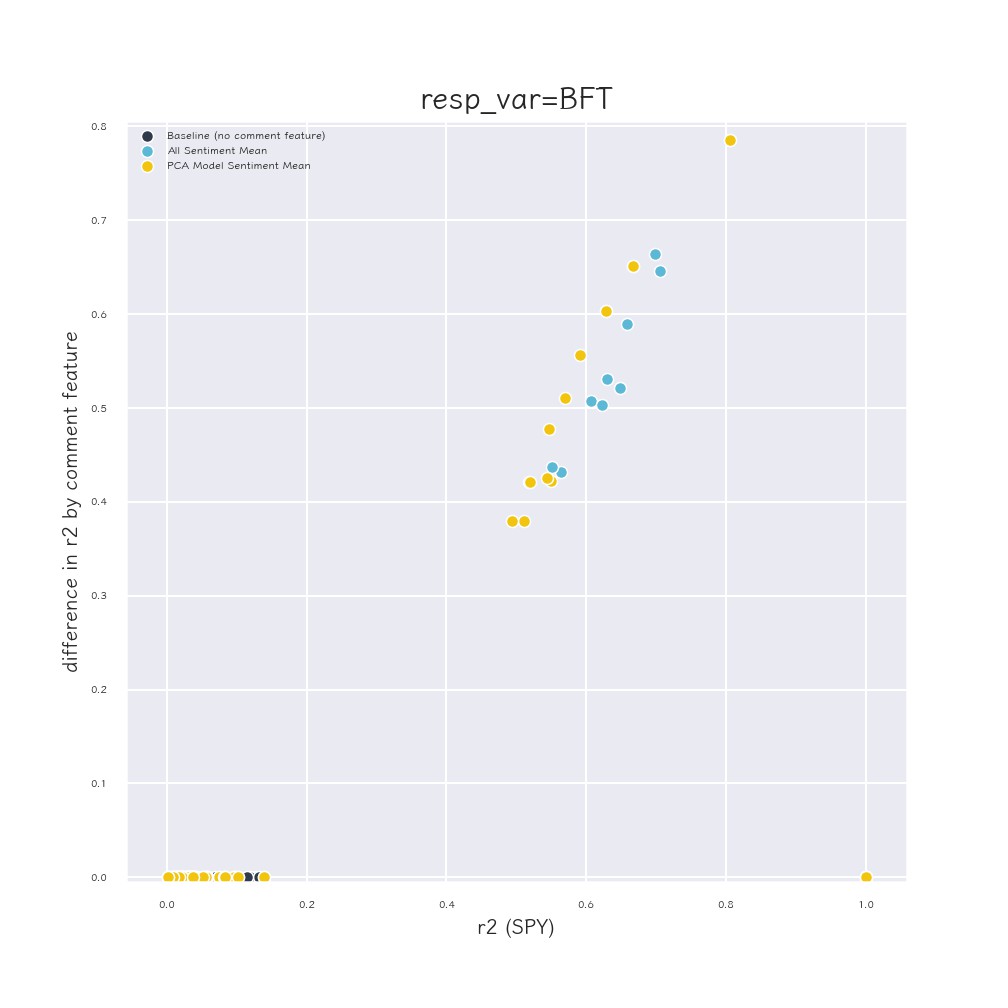 resp_var=BFT
Baseline (no comment feature)
All Sentiment Mean
PCA Model Sentiment Mean
0.8
0.7
0.6
0.5
0.4
0.3
0.2
0.1
0.0
difference in r2 by comment feature
0.0 0.2 0.4 0.6 0.8 1.0
r2 (SPY)